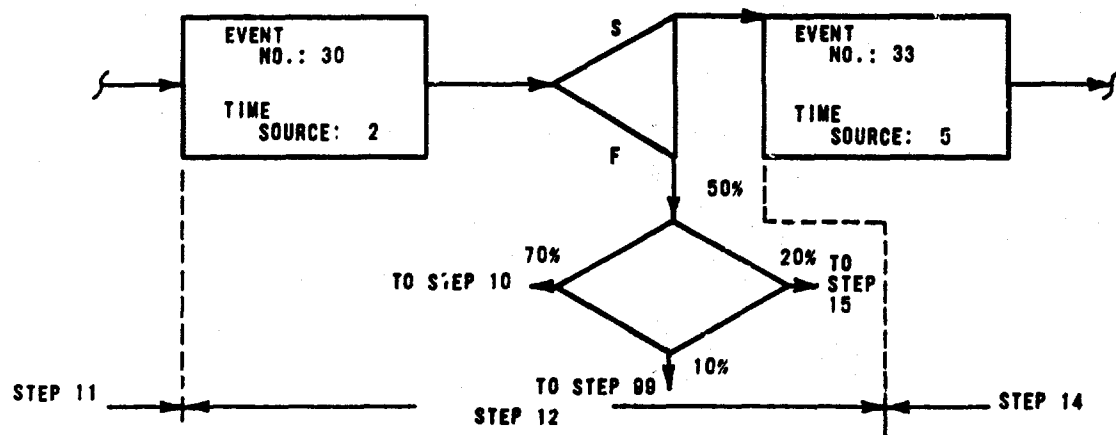 EVENT
NO.: 30
TIME
SOURCE: 2
S
F
EVENT
NO.: 33
TIME
SOURCE: 5
50%
70%
20%
TO STEP 10
TO
STEP
15
10%
TO STEP 99
STEP 11
STEP 12
STEP 14